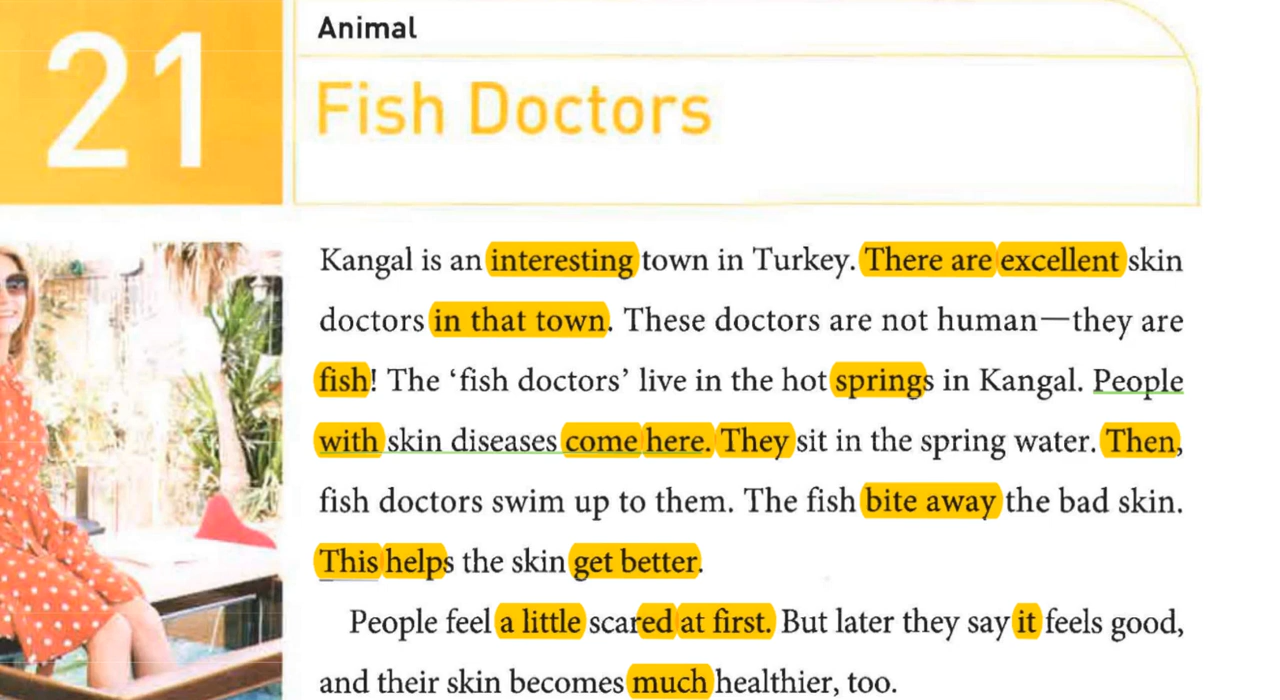 21
Animal
Fish Doctors
Kangal is an interesting town in Turkey. There are excellent skin
doctors in that town. These doctors are not human—they are
fish! The ‘fish doctors’ live in the hot springs in Kangal. People
with skin diseases come here. They sit in the spring water. Then,
fish doctors swim up to them. The fish bite away the bad skin.
This helps the skin get better.
People feel a little scared at first. But later they say it feels good,
and their skin becomes much healthier, too.